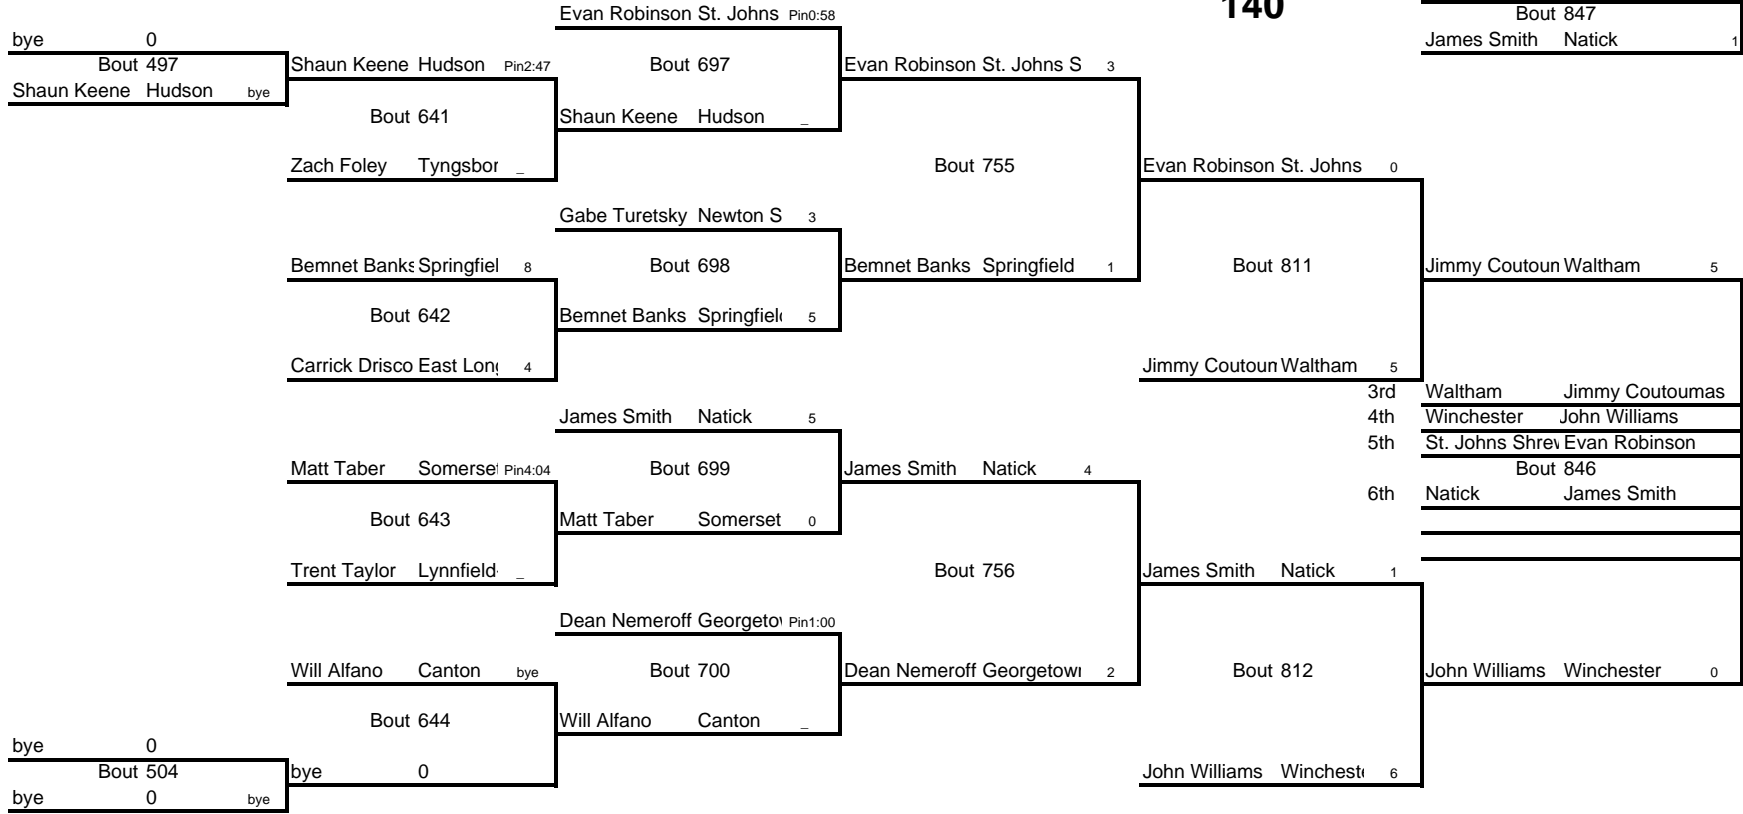 Evan Robinson St. Johns Pin0:58
140
Bout 847
bye 0
James Smith Natick 1
Bout 497
Shaun Keene Hudson Pin2:47
Bout 697
Evan Robinson St. Johns S 3
Shaun Keene Hudson bye
Bout 641
Shaun Keene Hudson _
Zach Foley Tyngsbor _
Bout 755
Evan Robinson St. Johns 0
Gabe Turetsky Newton S 3
Bemnet Banks Springfiel 8
Bout 698
Bemnet Banks Springfield 1
Bout 811
Jimmy Coutoun Waltham 5
Bout 642
Bemnet Banks Springfiel 5
Carrick Drisco East Long 4
Jimmy Coutoun Waltham 5
3rd Waltham Jimmy Coutoumas
James Smith Natick 5
4th Winchester John Williams
5th St. Johns Shrew Evan Robinson
Matt Taber Somerset Pin4:04
Bout 699
James Smith Natick 4
Bout 846
6th Natick James Smith
Bout 643
Matt Taber Somerset 0
Trent Taylor Lynnfield- _
Bout 756
James Smith Natick 1
Dean Nemeroff Georgetow Pin1:00
Will Alfano Canton bye
Bout 700
Dean Nemeroff Georgetown 2
Bout 812
John Williams Winchester 0
Bout 644
Will Alfano Canton _
bye 0
Bout 504
bye 0
John Williams Wincheste 6
bye 0 bye